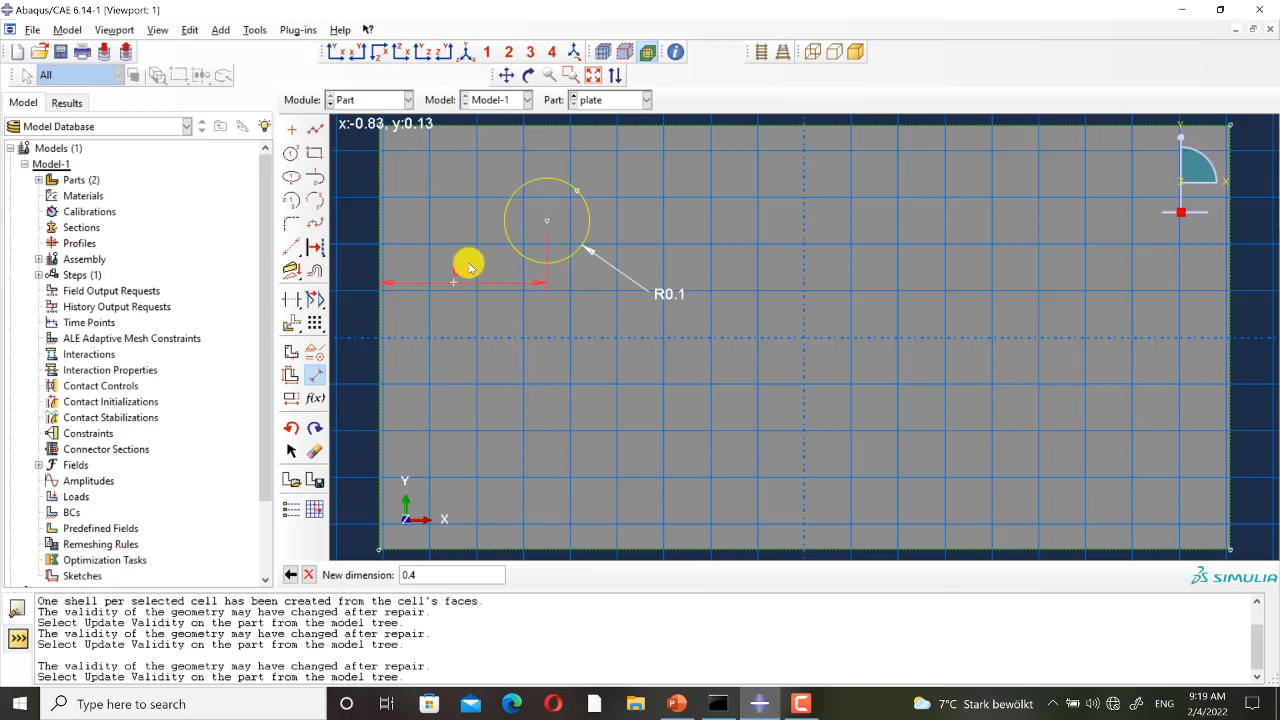 Abaqus/CAE 6.14-1 [Viewport: 1]
File Model Viewport View Edit Add Tools Plug-ins Help
1 2 3 4
All
Model Results
Module: Part Model: Model-1 Part: plate
Model Database
x:-0.83, y:0.13
Models (1)
Model-1
Parts (2)
Materials
Calibrations
Sections
Profiles
Assembly
Steps (1)
Field Output Requests
History Output Requests
Time Points
ALE Adaptive Mesh Constraints
Interactions
Interaction Properties
Contact Controls
Contact Initializations
Contact Stabilizations
Constraints
Connector Sections
Fields
Amplitudes
Loads
BCs
Predefined Fields
Remeshing Rules
Optimization Tasks
Sketches
f(x)
Y
Z X
R0.1
Y
Z X
New dimension: 0.4
SIMULIA
One shell per selected cell has been created from the cell's faces.
The validity of the geometry may have changed after repair.
Select Update Validity on the part from the model tree.
The validity of the geometry may have changed after repair.
Select Update Validity on the part from the model tree.
The validity of the geometry may have changed after repair.
Select Update Validity on the part from the model tree.
>>>
Type here to search
7°C Stark bewölkt
ENG
9:19 AM
2/4/2022